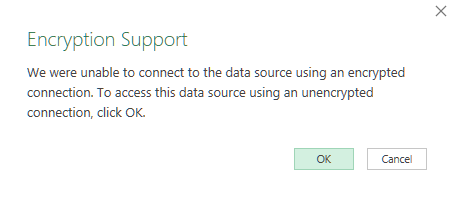 Encryption Support
We were unable to connect to the data source using an encrypted
connection. To access this data source using an unencrypted
connection, click OK.
OK
Cancel